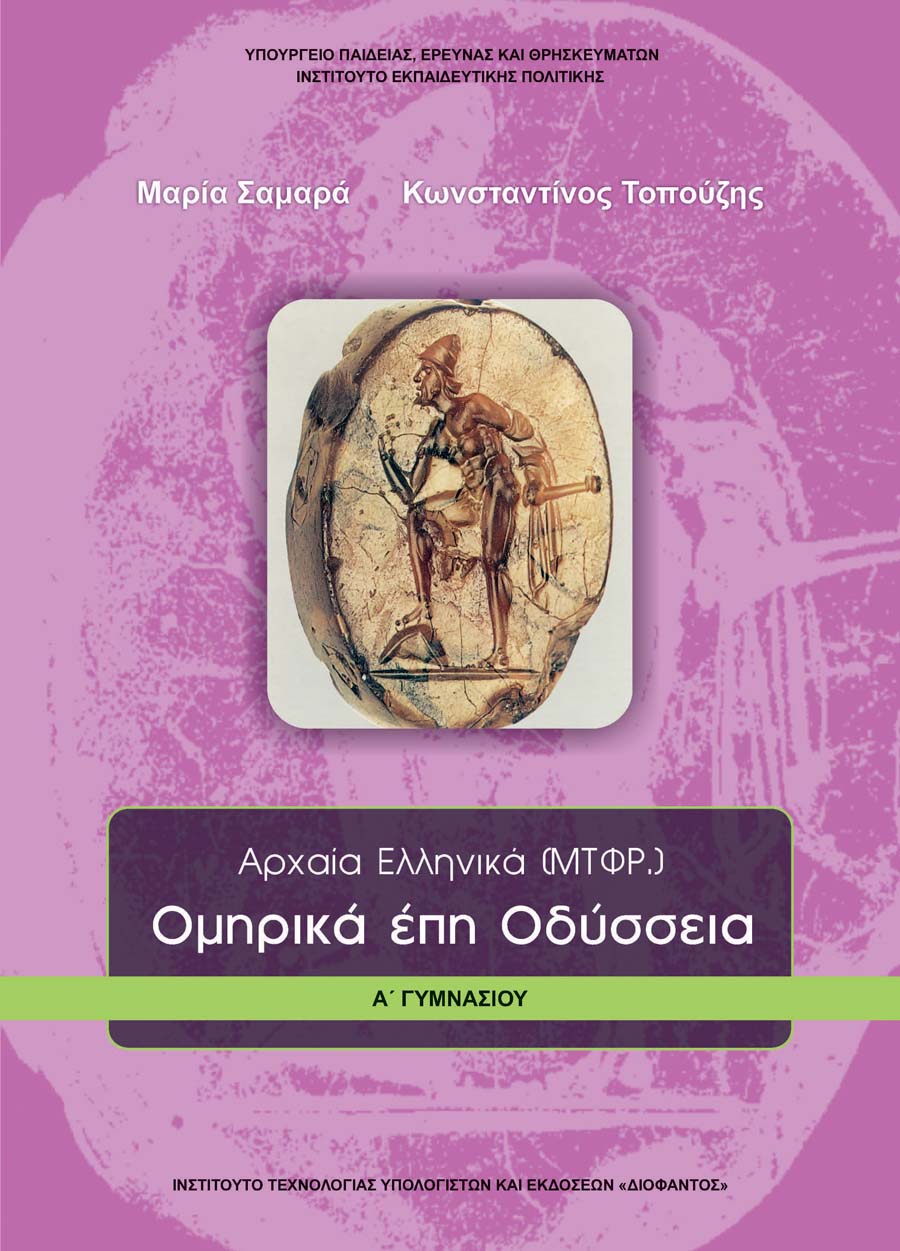 ΥΠΟΥΡΓΕΙΟ ΠΑΙΔΕΙΑΣ, ΕΡΕΥΝΑΣ ΚΑΙ ΘΡΗΣΚΕΥΜΑΤΩΝ
ΙΝΣΤΙΤΟΥΤΟ ΕΚΠΑΙΔΕΥΤΙΚΗΣ ΠΟΛΙΤΙΚΗΣ
Μαρία Σαμαρά Κωνσταντίνος Τοπούζης
Αρχαία Ελληνικά (ΜΤΦΡ.)
Ομηρικά έπη Οδύσσεια
Α΄ ΓΥΜΝΑΣΙΟΥ
ΙΝΣΤΙΤΟΥΤΟ ΤΕΧΝΟΛΟΓΙΑΣ ΥΠΟΛΟΓΙΣΤΩΝ ΚΑΙ ΕΚΔΟΣΕΩΝ «ΔΙΟΦΑΝΤΟΣ»